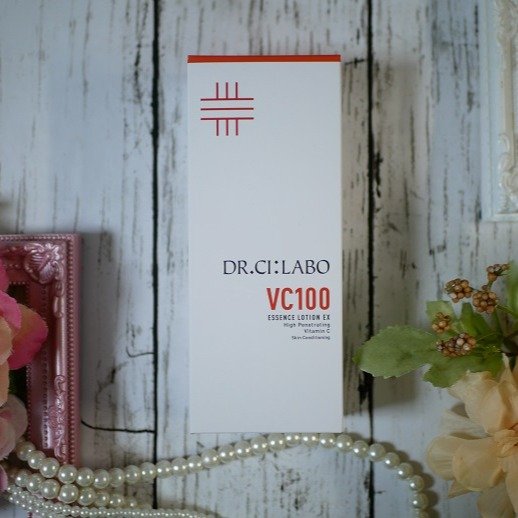 DR.CI:LABO
VC100
ESSENCE LOTION EX
High Penetrating
Vitamin C
Skin Conditioning